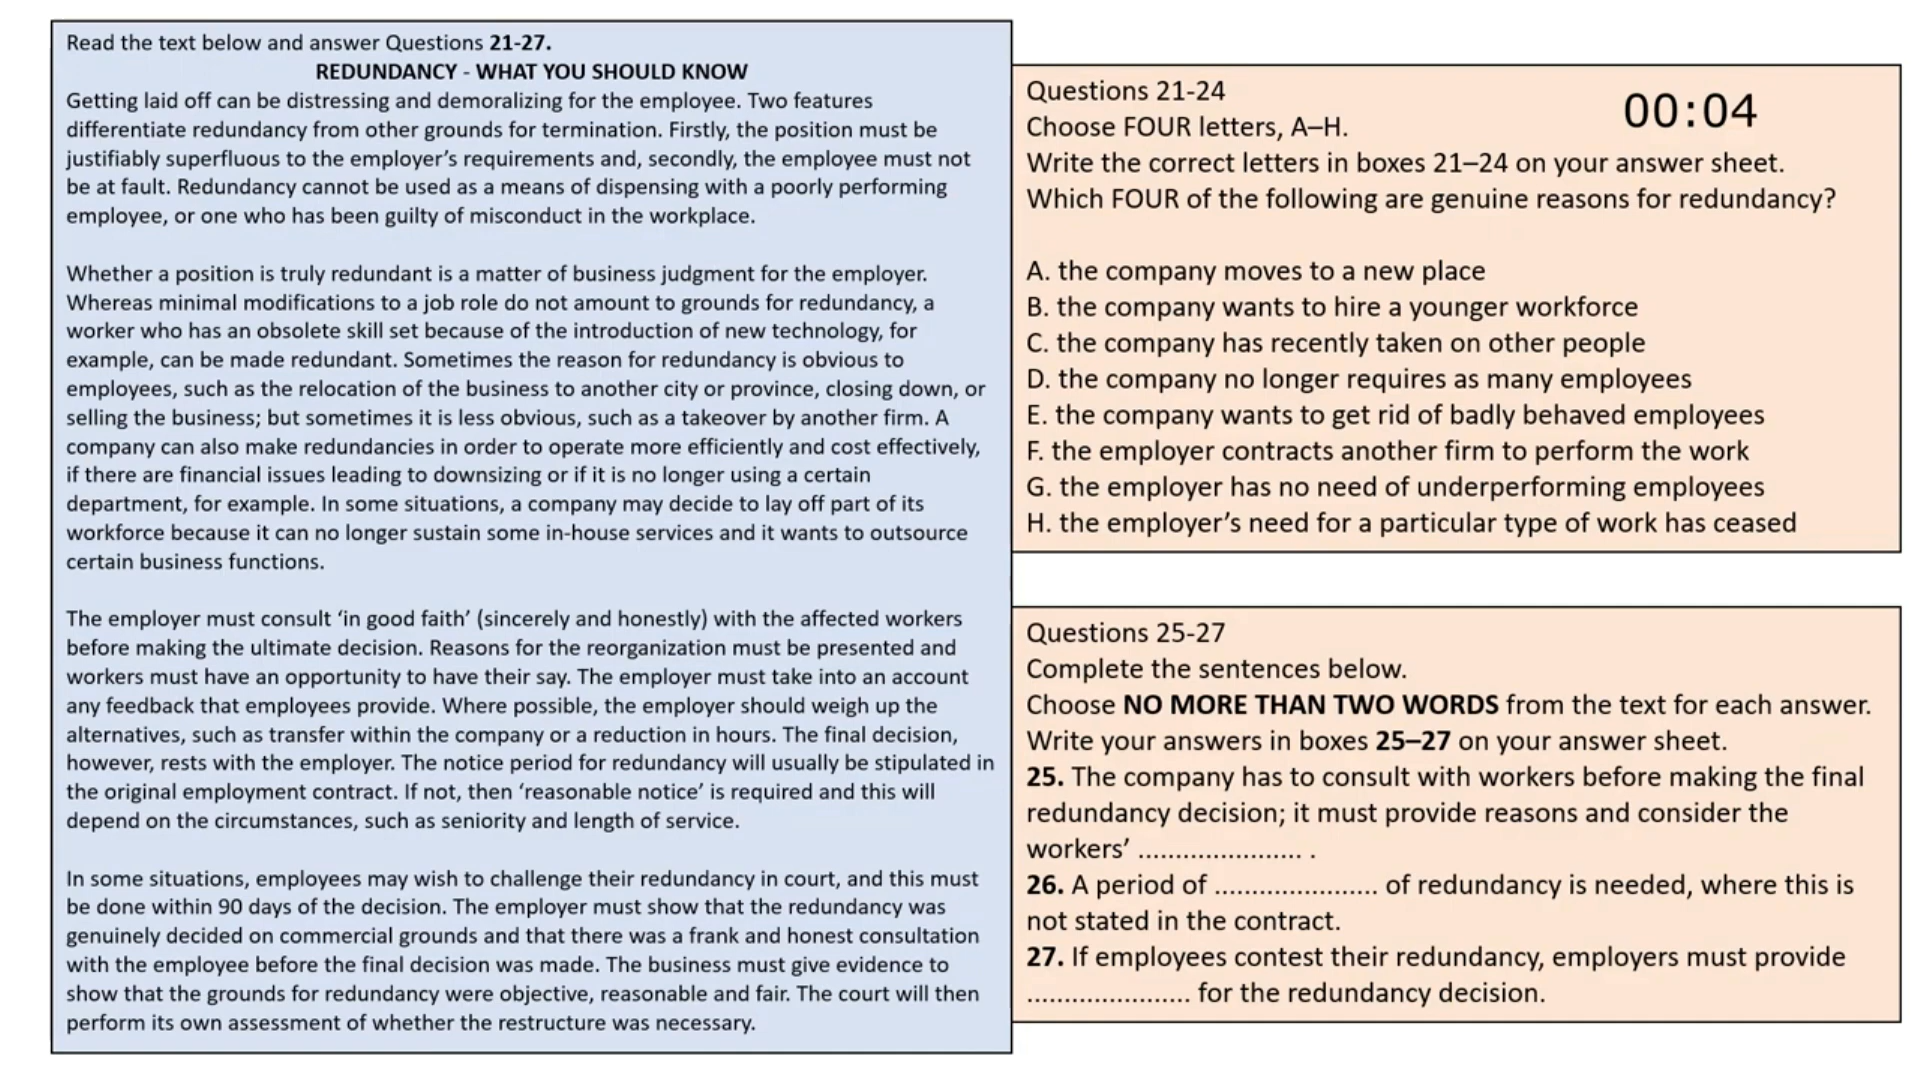 Read the text below and answer Questions 21-27.
REDUNDANCY - WHAT YOU SHOULD KNOW
Getting laid off can be distressing and demoralizing for the employee. Two features
differentiate redundancy from other grounds for termination. Firstly, the position must be
justifiably superfluous to the employer’s requirements and, secondly, the employee must not
be at fault. Redundancy cannot be used as a means of dispensing with a poorly performing
employee, or one who has been guilty of misconduct in the workplace.
Whether a position is truly redundant is a matter of business judgment for the employer.
Whereas minimal modifications to a job role do not amount to grounds for redundancy, a
worker who has an obsolete skill set because of the introduction of new technology, for
example, can be made redundant. Sometimes the reason for redundancy is obvious to
employees, such as the relocation of the business to another city or province, closing down, or
selling the business; but sometimes it is less obvious, such as a takeover by another firm. A
company can also make redundancies in order to operate more efficiently and cost effectively,
if there are financial issues leading to downsizing or if it is no longer using a certain
department, for example. In some situations, a company may decide to lay off part of its
workforce because it can no longer sustain some in-house services and it wants to outsource
certain business functions.
The employer must consult ‘in good faith’ (sincerely and honestly) with the affected workers
before making the ultimate decision. Reasons for the reorganization must be presented and
workers must have an opportunity to have their say. The employer must take into an account
any feedback that employees provide. Where possible, the employer should weigh up the
alternatives, such as transfer within the company or a reduction in hours. The final decision,
however, rests with the employer. The notice period for redundancy will usually be stipulated in
the original employment contract. If not, then ‘reasonable notice’ is required and this will
depend on the circumstances, such as seniority and length of service.
In some situations, employees may wish to challenge their redundancy in court, and this must
be done within 90 days of the decision. The employer must show that the redundancy was
genuinely decided on commercial grounds and that there was a frank and honest consultation
with the employee before the final decision was made. The business must give evidence to
show that the grounds for redundancy were objective, reasonable and fair. The court will then
perform its own assessment of whether the restructure was necessary.
Questions 21-24
00:04
Choose FOUR letters, A–H.
Write the correct letters in boxes 21–24 on your answer sheet.
Which FOUR of the following are genuine reasons for redundancy?
A. the company moves to a new place
B. the company wants to hire a younger workforce
C. the company has recently taken on other people
D. the company no longer requires as many employees
E. the company wants to get rid of badly behaved employees
F. the employer contracts another firm to perform the work
G. the employer has no need of underperforming employees
H. the employer’s need for a particular type of work has ceased
Questions 25-27
Complete the sentences below.
Choose NO MORE THAN TWO WORDS from the text for each answer.
Write your answers in boxes 25–27 on your answer sheet.
25. The company has to consult with workers before making the final
redundancy decision; it must provide reasons and consider the
workers’ ...................... .
26. A period of ...................... of redundancy is needed, where this is
not stated in the contract.
27. If employees contest their redundancy, employers must provide
...................... for the redundancy decision.